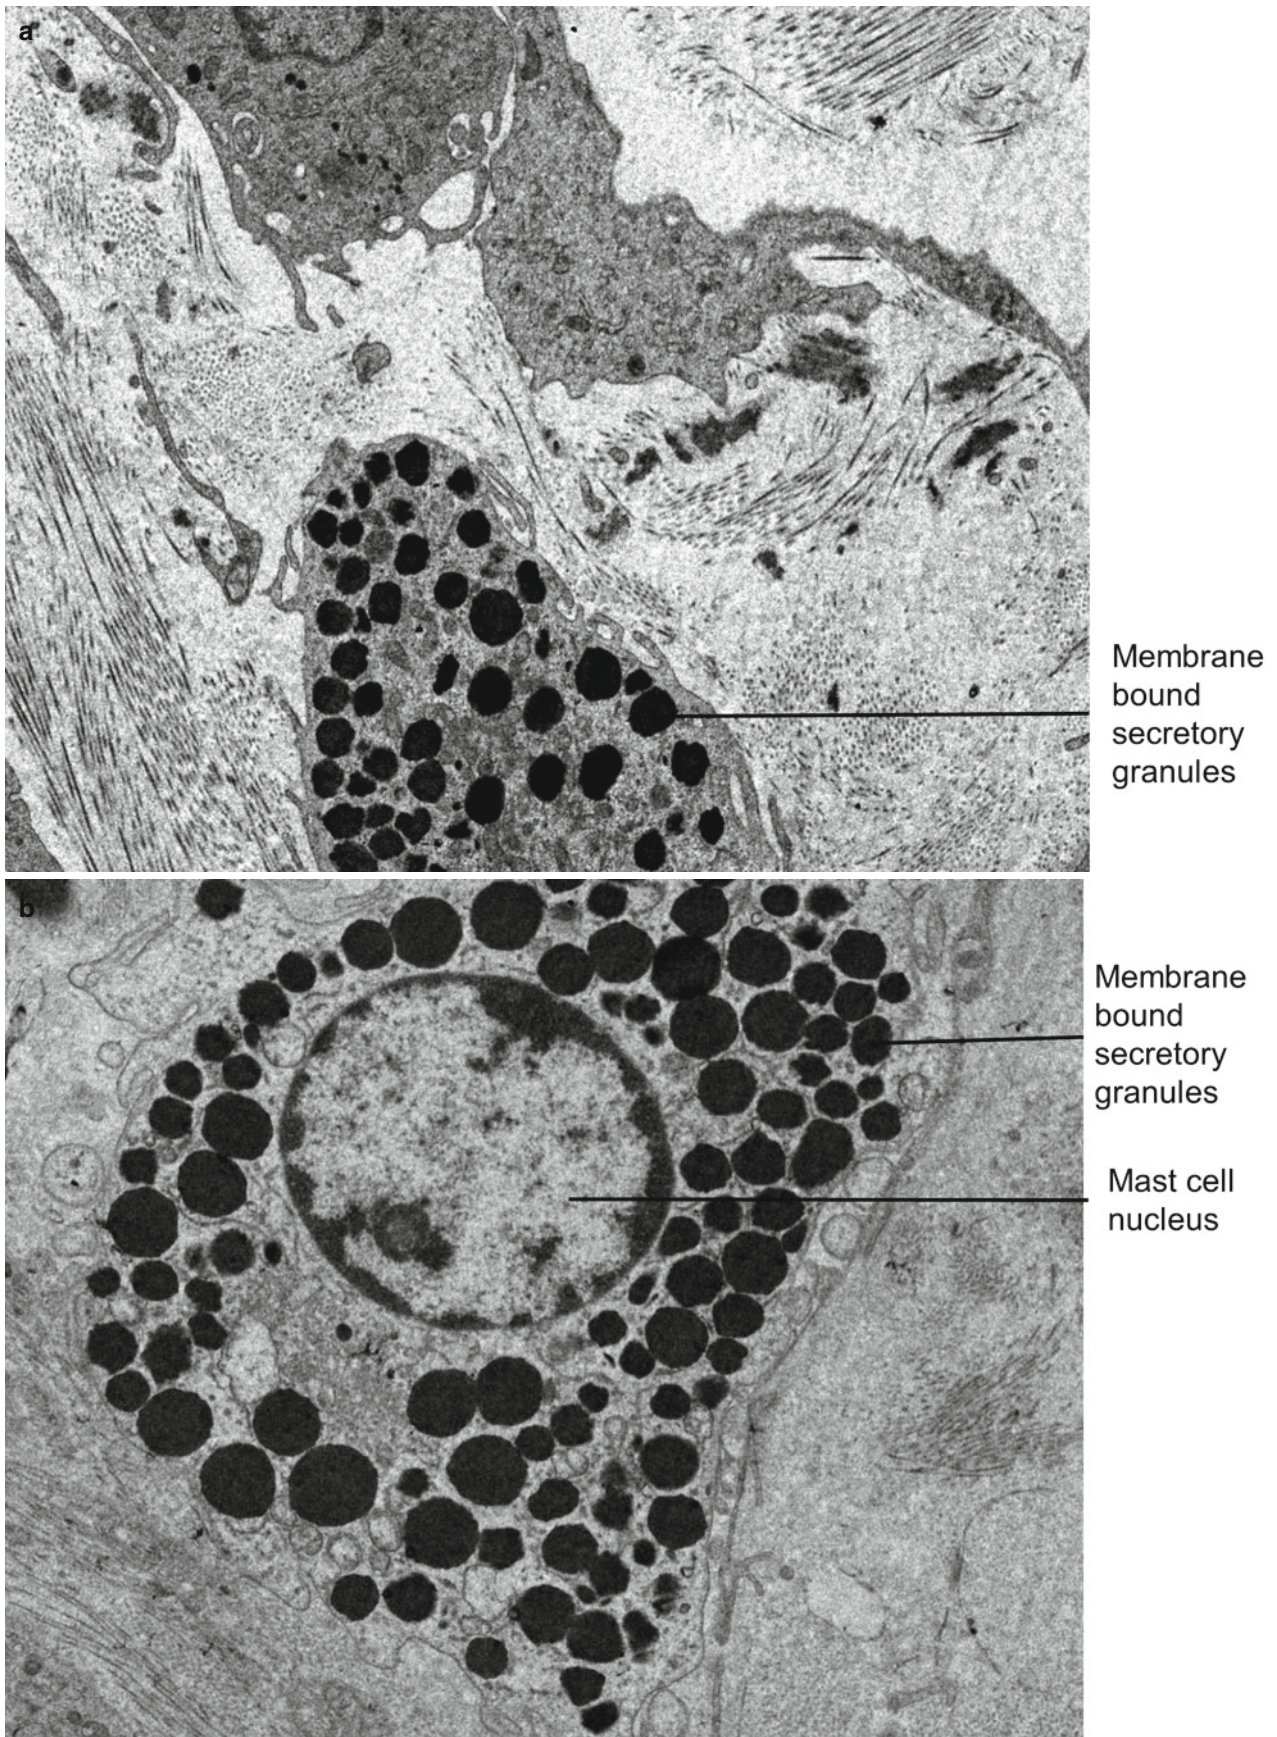 a
Membrane
bound
secretory
granules
b
Membrane
bound
secretory
granules
Mast cell
nucleus